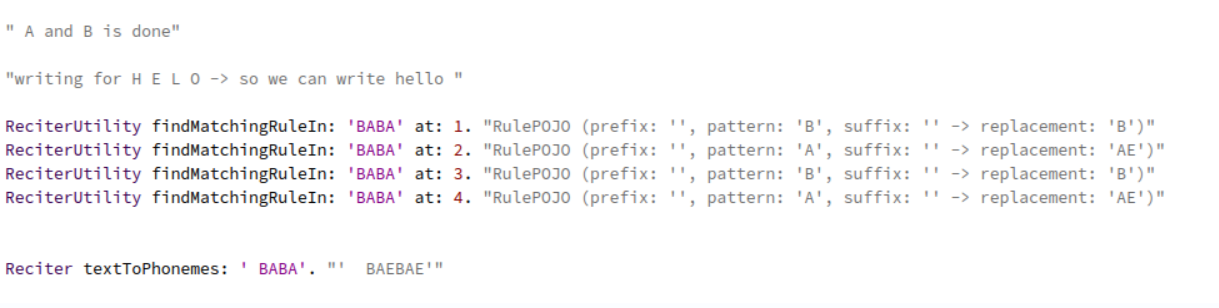 " A and B is done"
"writing for H E L O -> so we can write hello "
ReciterUtility findMatchingRuleIn: 'BABA' at: 1. "RulePOJO (prefix: '', pattern: 'B', suffix: '' -> replacement: 'B')"
ReciterUtility findMatchingRuleIn: 'BABA' at: 2. "RulePOJO (prefix: '', pattern: 'A', suffix: '' -> replacement: 'AE')"
ReciterUtility findMatchingRuleIn: 'BABA' at: 3. "RulePOJO (prefix: '', pattern: 'B', suffix: '' -> replacement: 'B')"
ReciterUtility findMatchingRuleIn: 'BABA' at: 4. "RulePOJO (prefix: '', pattern: 'A', suffix: '' -> replacement: 'AE')"
Reciter textToPhonemes: ' BABA'. "'  BAEBAE'"